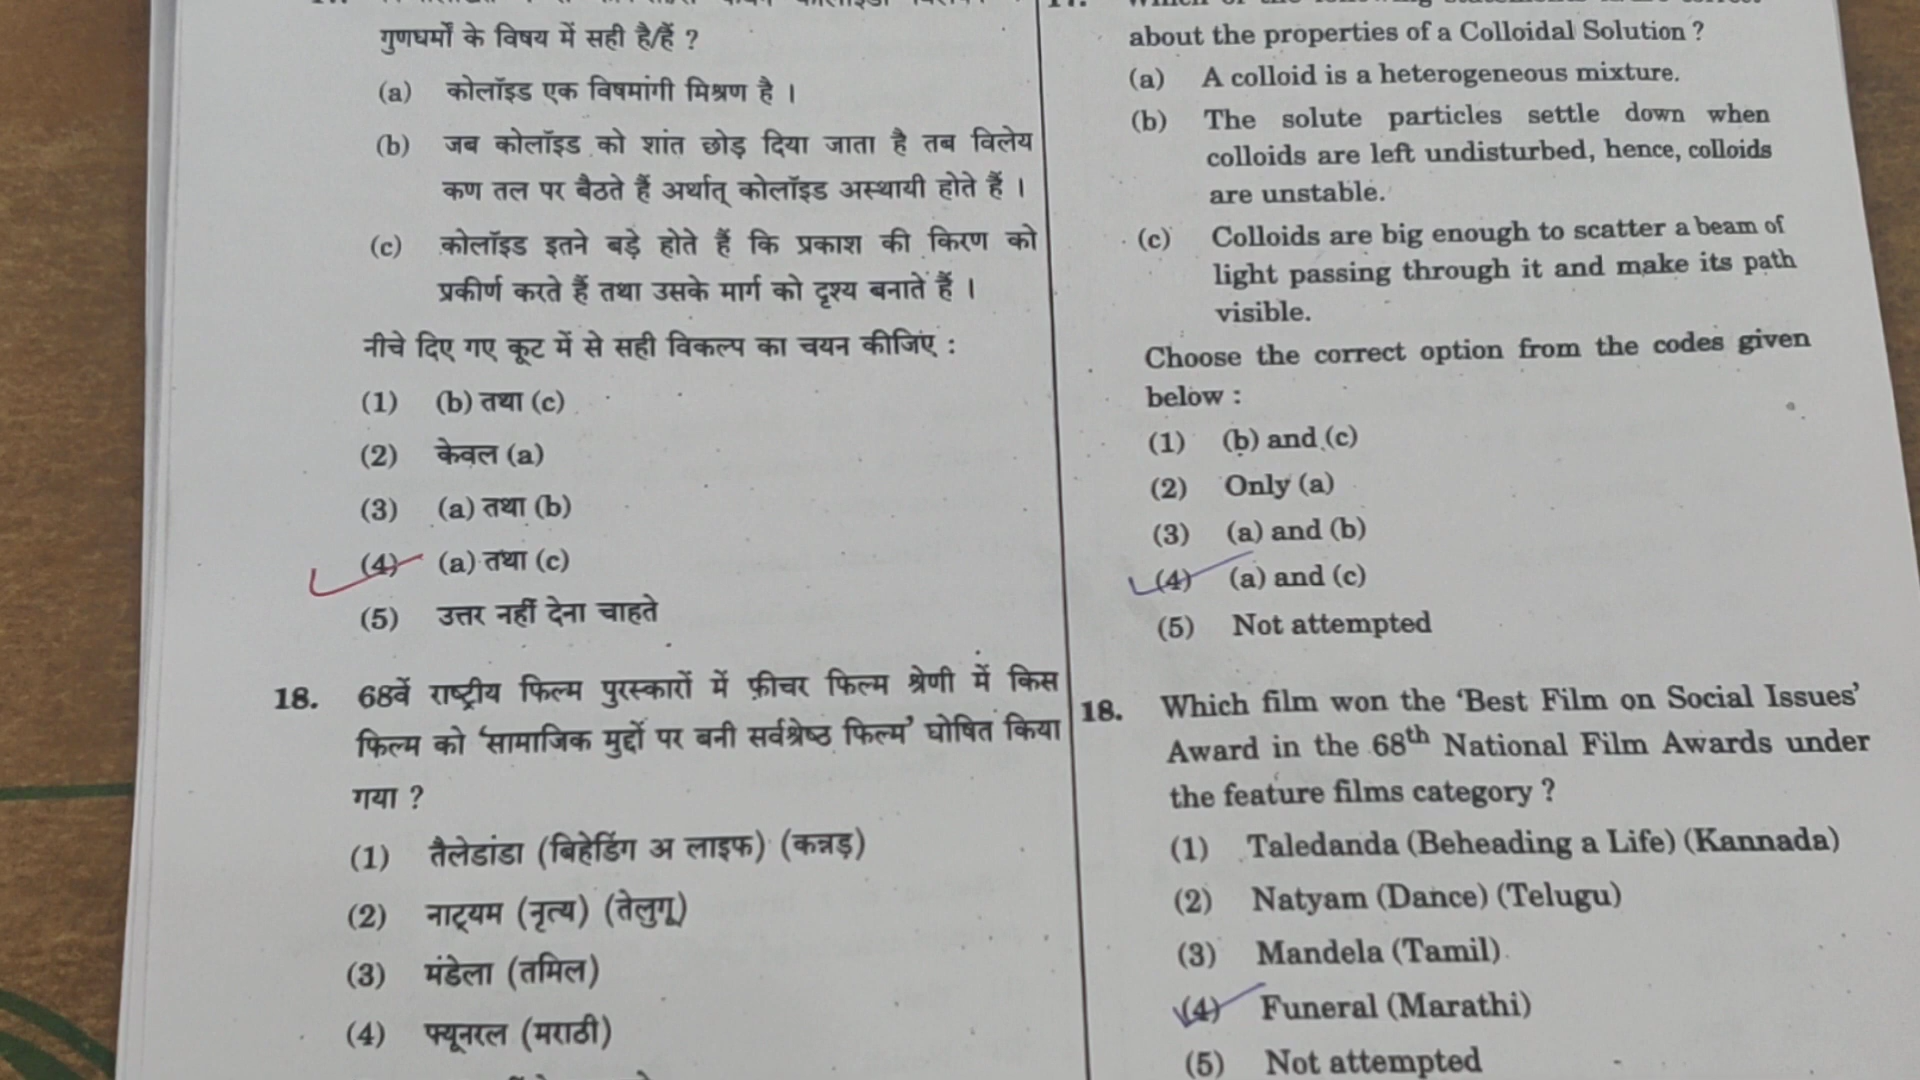 गुणधर्मों के विषय में सही है/हैं ?
(a) कोलॉइड एक विषमांगी मिश्रण है ।
(b) जब कोलॉइड को शांत छोड़ दिया जाता है तब विलेय
कण तल पर बैठते हैं अर्थात् कोलॉइड अस्थायी होते हैं ।
(c) कोलॉइड इतने बड़े होते हैं कि प्रकाश की किरण को
प्रकीर्ण करते हैं तथा उसके मार्ग को दृश्य बनाते हैं ।
नीचे दिए गए कूट में से सही विकल्प का चयन कीजिए :
(1) (b) तथा (c)
(2) केवल (a)
(3) (a) तथा (b)
(4) (a) तथा (c)
(5) उत्तर नहीं देना चाहते
18. 68वें राष्ट्रीय फिल्म पुरस्कारों में फ़ीचर फिल्म श्रेणी में किस
फिल्म को ‘सामाजिक मुद्दों पर बनी सर्वश्रेष्ठ फिल्म’ घोषित किया
गया ?
(1) तैलेडांडा (बिहेडिंग अ लाइफ) (कन्नड़)
(2) नाट्यम (नृत्य) (तेलुगू)
(3) मंडेला (तमिल)
(4) फ्यूनरल (मराठी)
about the properties of a Colloidal Solution ?
(a) A colloid is a heterogeneous mixture.
(b) The solute particles settle down when
colloids are left undisturbed, hence, colloids
are unstable.
(c) Colloids are big enough to scatter a beam of
light passing through it and make its path
visible.
Choose the correct option from the codes given
below :
(1) (b) and (c)
(2) Only (a)
(3) (a) and (b)
(4) (a) and (c)
(5) Not attempted
18. Which film won the ‘Best Film on Social Issues’
Award in the 68th National Film Awards under
the feature films category ?
(1) Taledanda (Beheading a Life) (Kannada)
(2) Natyam (Dance) (Telugu)
(3) Mandela (Tamil)
(4) Funeral (Marathi)
(5) Not attempted